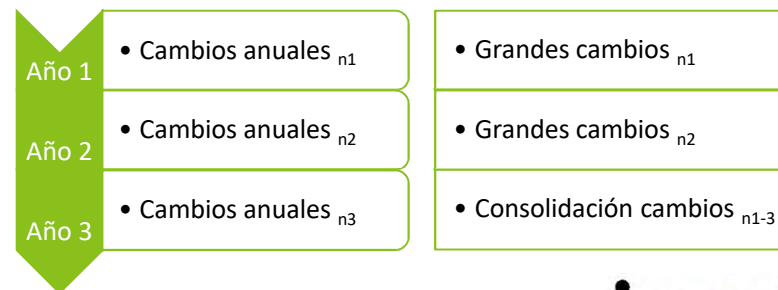 Año 1
• Cambios anuales n1
• Grandes cambios n1
Año 2
• Cambios anuales n2
• Grandes cambios n2
Año 3
• Cambios anuales n3
• Consolidación cambios n1-3
•